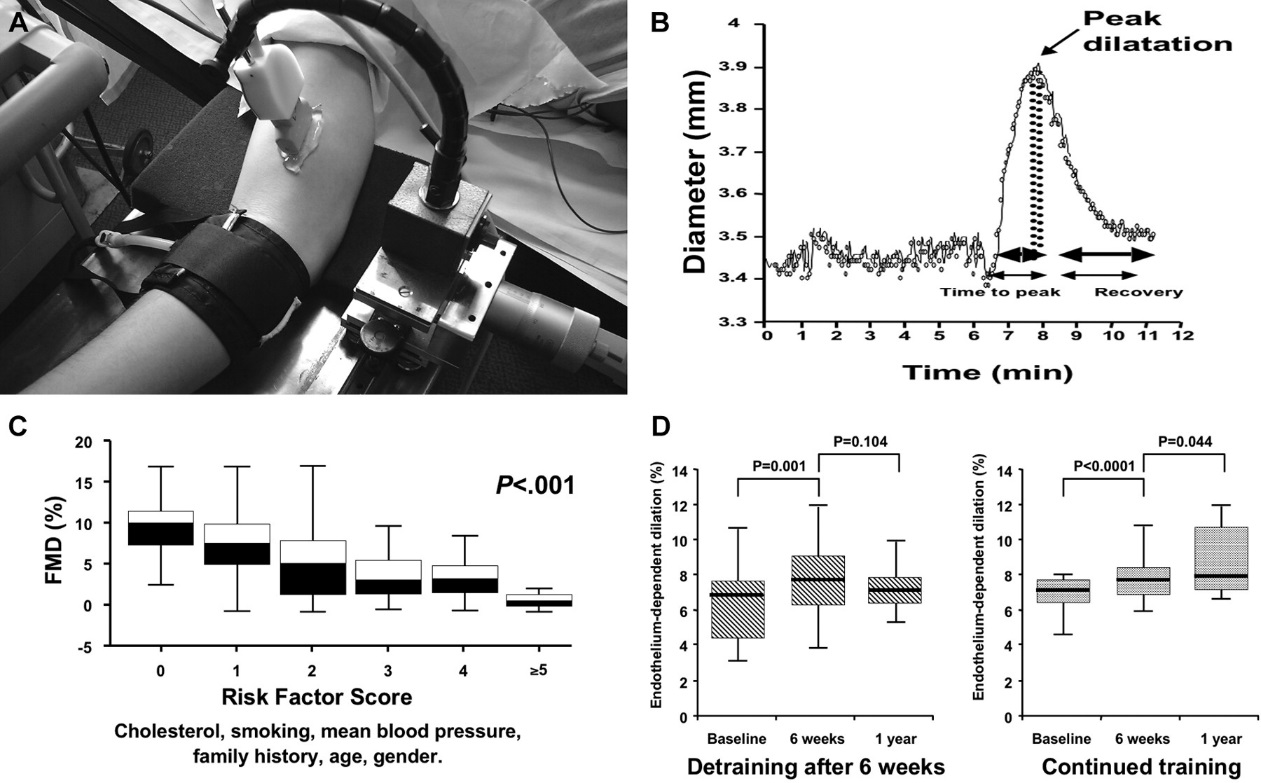 A
B
Peak
dilatation
4
3.9
3.8
3.7
3.6
3.5
3.4
3.3
Diameter (mm)
Time to peak
Recovery
0 1 2 3 4 5 6 7 8 9 10 11 12
Time (min)
C
20
15
10
5
0
-5
FMD (%)
P<.001
0 1 2 3 4 ≥5
Risk Factor Score
Cholesterol, smoking, mean blood pressure,
family history, age, gender.
D
P=0.104
P=0.001
14
12
10
8
6
4
2
0
Endothelium-dependent dilation (%)
Baseline 6 weeks 1 year
Detraining after 6 weeks
P=0.044
P<0.0001
14
12
10
8
6
4
2
0
Endothelium-dependent dilation (%)
Baseline 6 weeks 1 year
Continued training